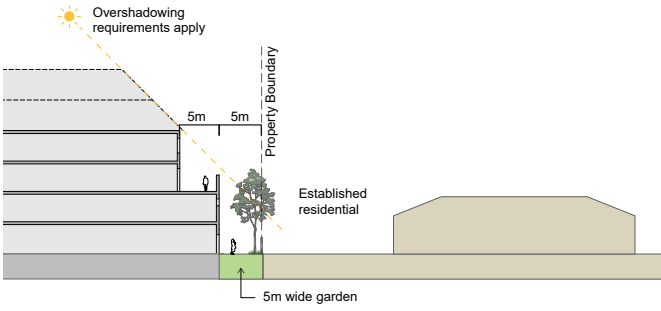 Overshadowing
requirements apply
5m
5m
Property Boundary
Established
residential
5m wide garden